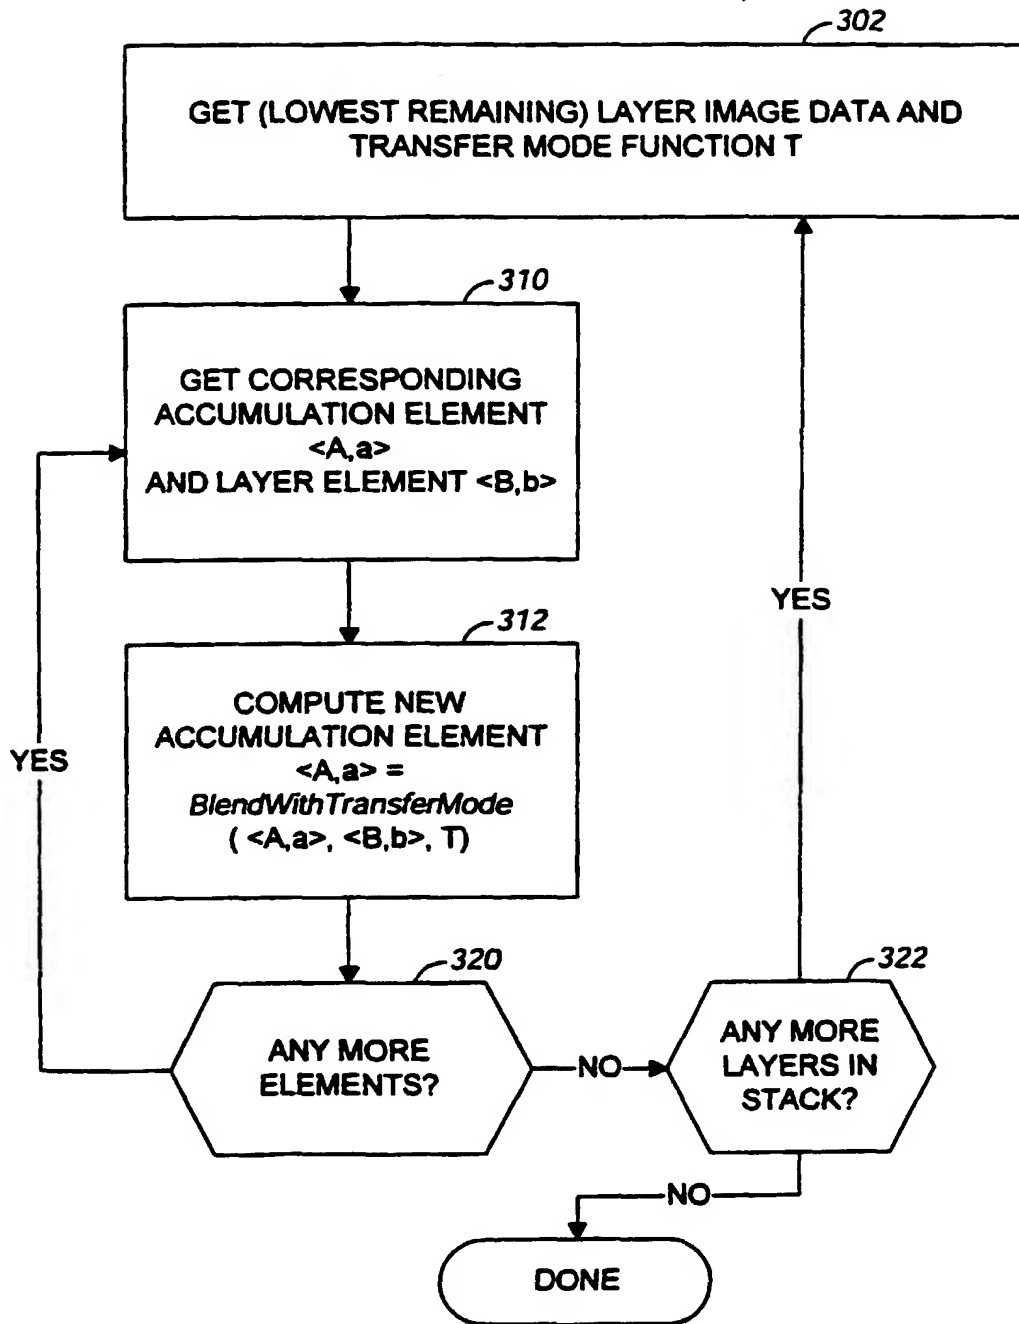 302
GET (LOWEST REMAINING) LAYER IMAGE DATA AND
TRANSFER MODE FUNCTION T
310
GET CORRESPONDING
ACCUMULATION ELEMENT
<A,a>
AND LAYER ELEMENT <B,b>
312
COMPUTE NEW
ACCUMULATION ELEMENT
<A,a> =
BlendWithTransferMode
( <A,a>, <B,b>, T)
YES
YES
320
ANY MORE
ELEMENTS?
NO
322
ANY MORE
LAYERS IN
STACK?
NO
DONE